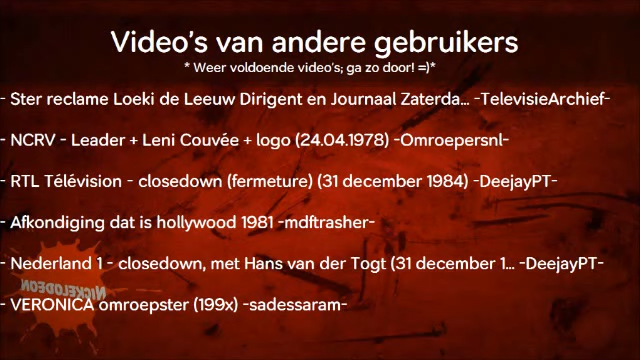 Video's van andere gebruikers
* Weer voldoende video's; ga zo door! =)*
- Ster reclame Loeki de Leeuw Dirigent en Journaal Zaterda... -TelevisieArchief-
- NCRV - Leader + Leni Couvée + logo (24.04.1978) -Omroepersnl-
- RTL Télévision - closedown (fermeture) (31 december 1984) -DeejayPT-
- Afkondiging dat is hollywood 1981 -mdftrasher-
- Nederland 1 - closedown, met Hans van der Togt (31 december 1... -DeejayPT-
NICKELODEON
- VERONICA omroepster (199x) -sadessaram-